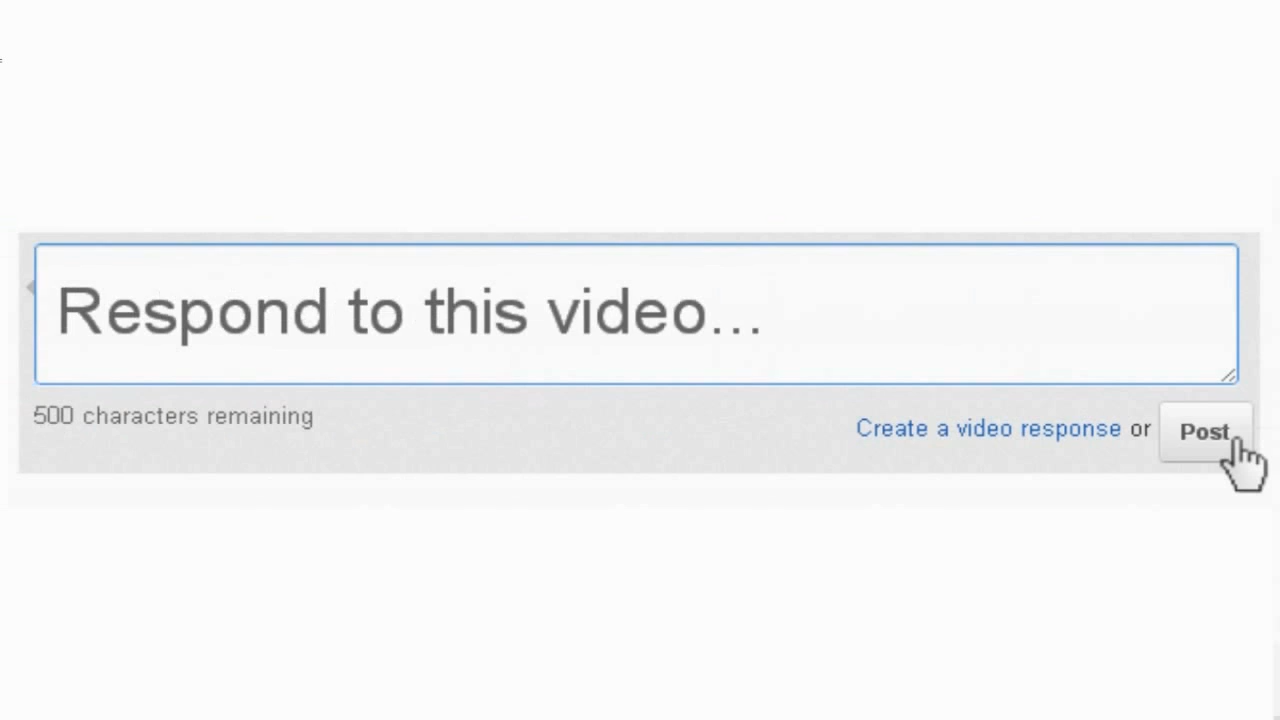 Respond to this video...
500 characters remaining
Create a video response or Post